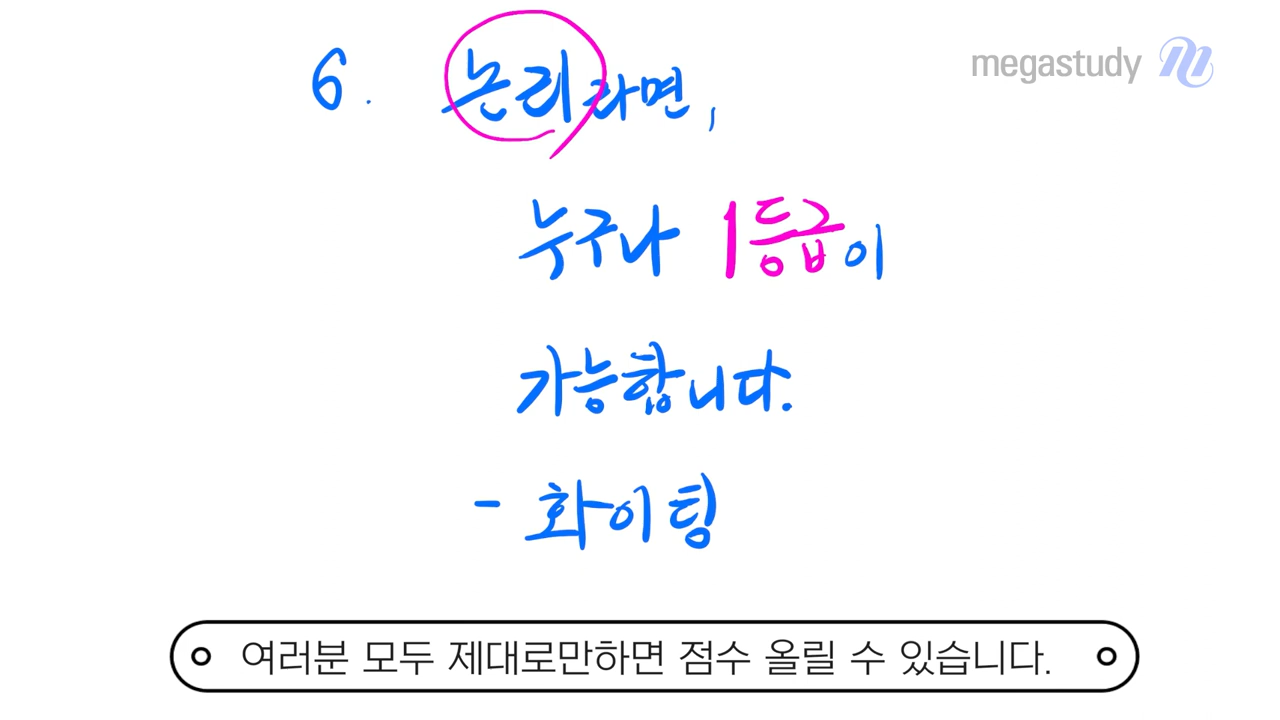 megastudy
6. 논리라면,
누구나 1등급이
가능합니다.
- 화이팅
여러분 모두 제대로만하면 점수 올릴 수 있습니다.